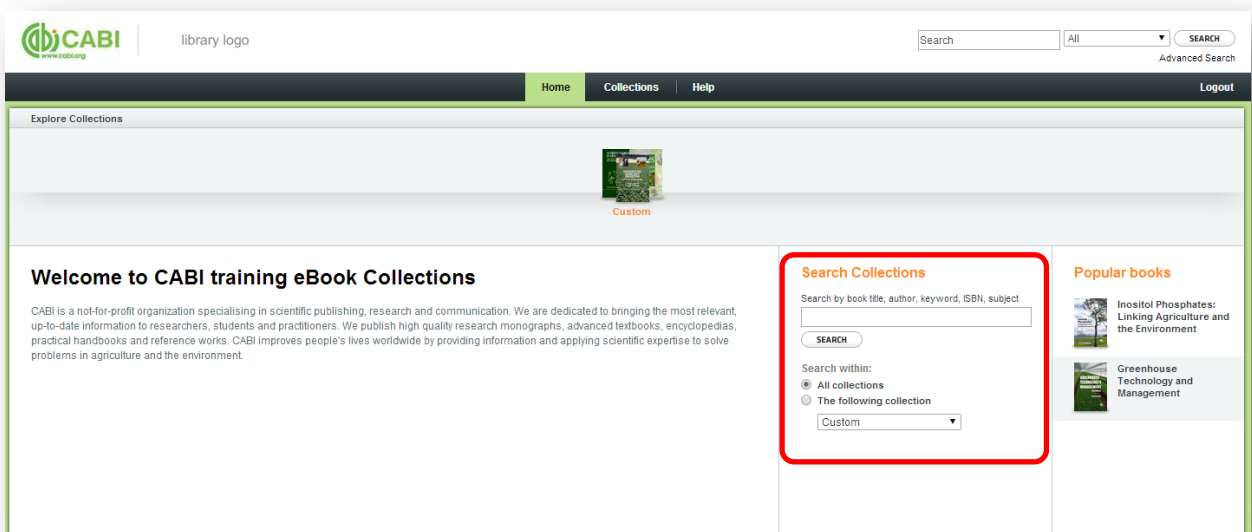 CABI
www.cabi.org
library logo
Search
All
SEARCH
Advanced Search
Home
Collections
Help
Logout
Explore Collections
Custom
Welcome to CABI training eBook Collections
CABI is a not-for-profit organization specialising in scientific publishing, research and communication. We are dedicated to bringing the most relevant,
up-to-date information to researchers, students and practitioners. We publish high quality research monographs, advanced textbooks, encyclopedias,
practical handbooks and reference works. CABI improves people's lives worldwide by providing information and applying scientific expertise to solve
problems in agriculture and the environment.
Search Collections
Search by book title, author, keyword, ISBN, subject
SEARCH
Search within:
All collections
The following collection
Custom
Popular books
Inositol Phosphates:
Linking Agriculture and
the Environment
Greenhouse
Technology and
Management